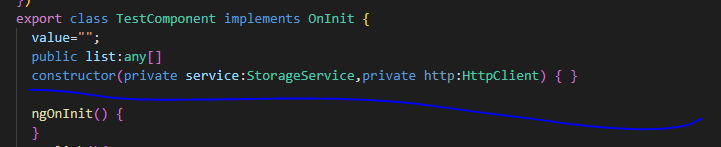 })
export class TestComponent implements OnInit {
value="";
public list:any[]
constructor(private service:StorageService,private http:HttpClient) { }
ngOnInit() {
}